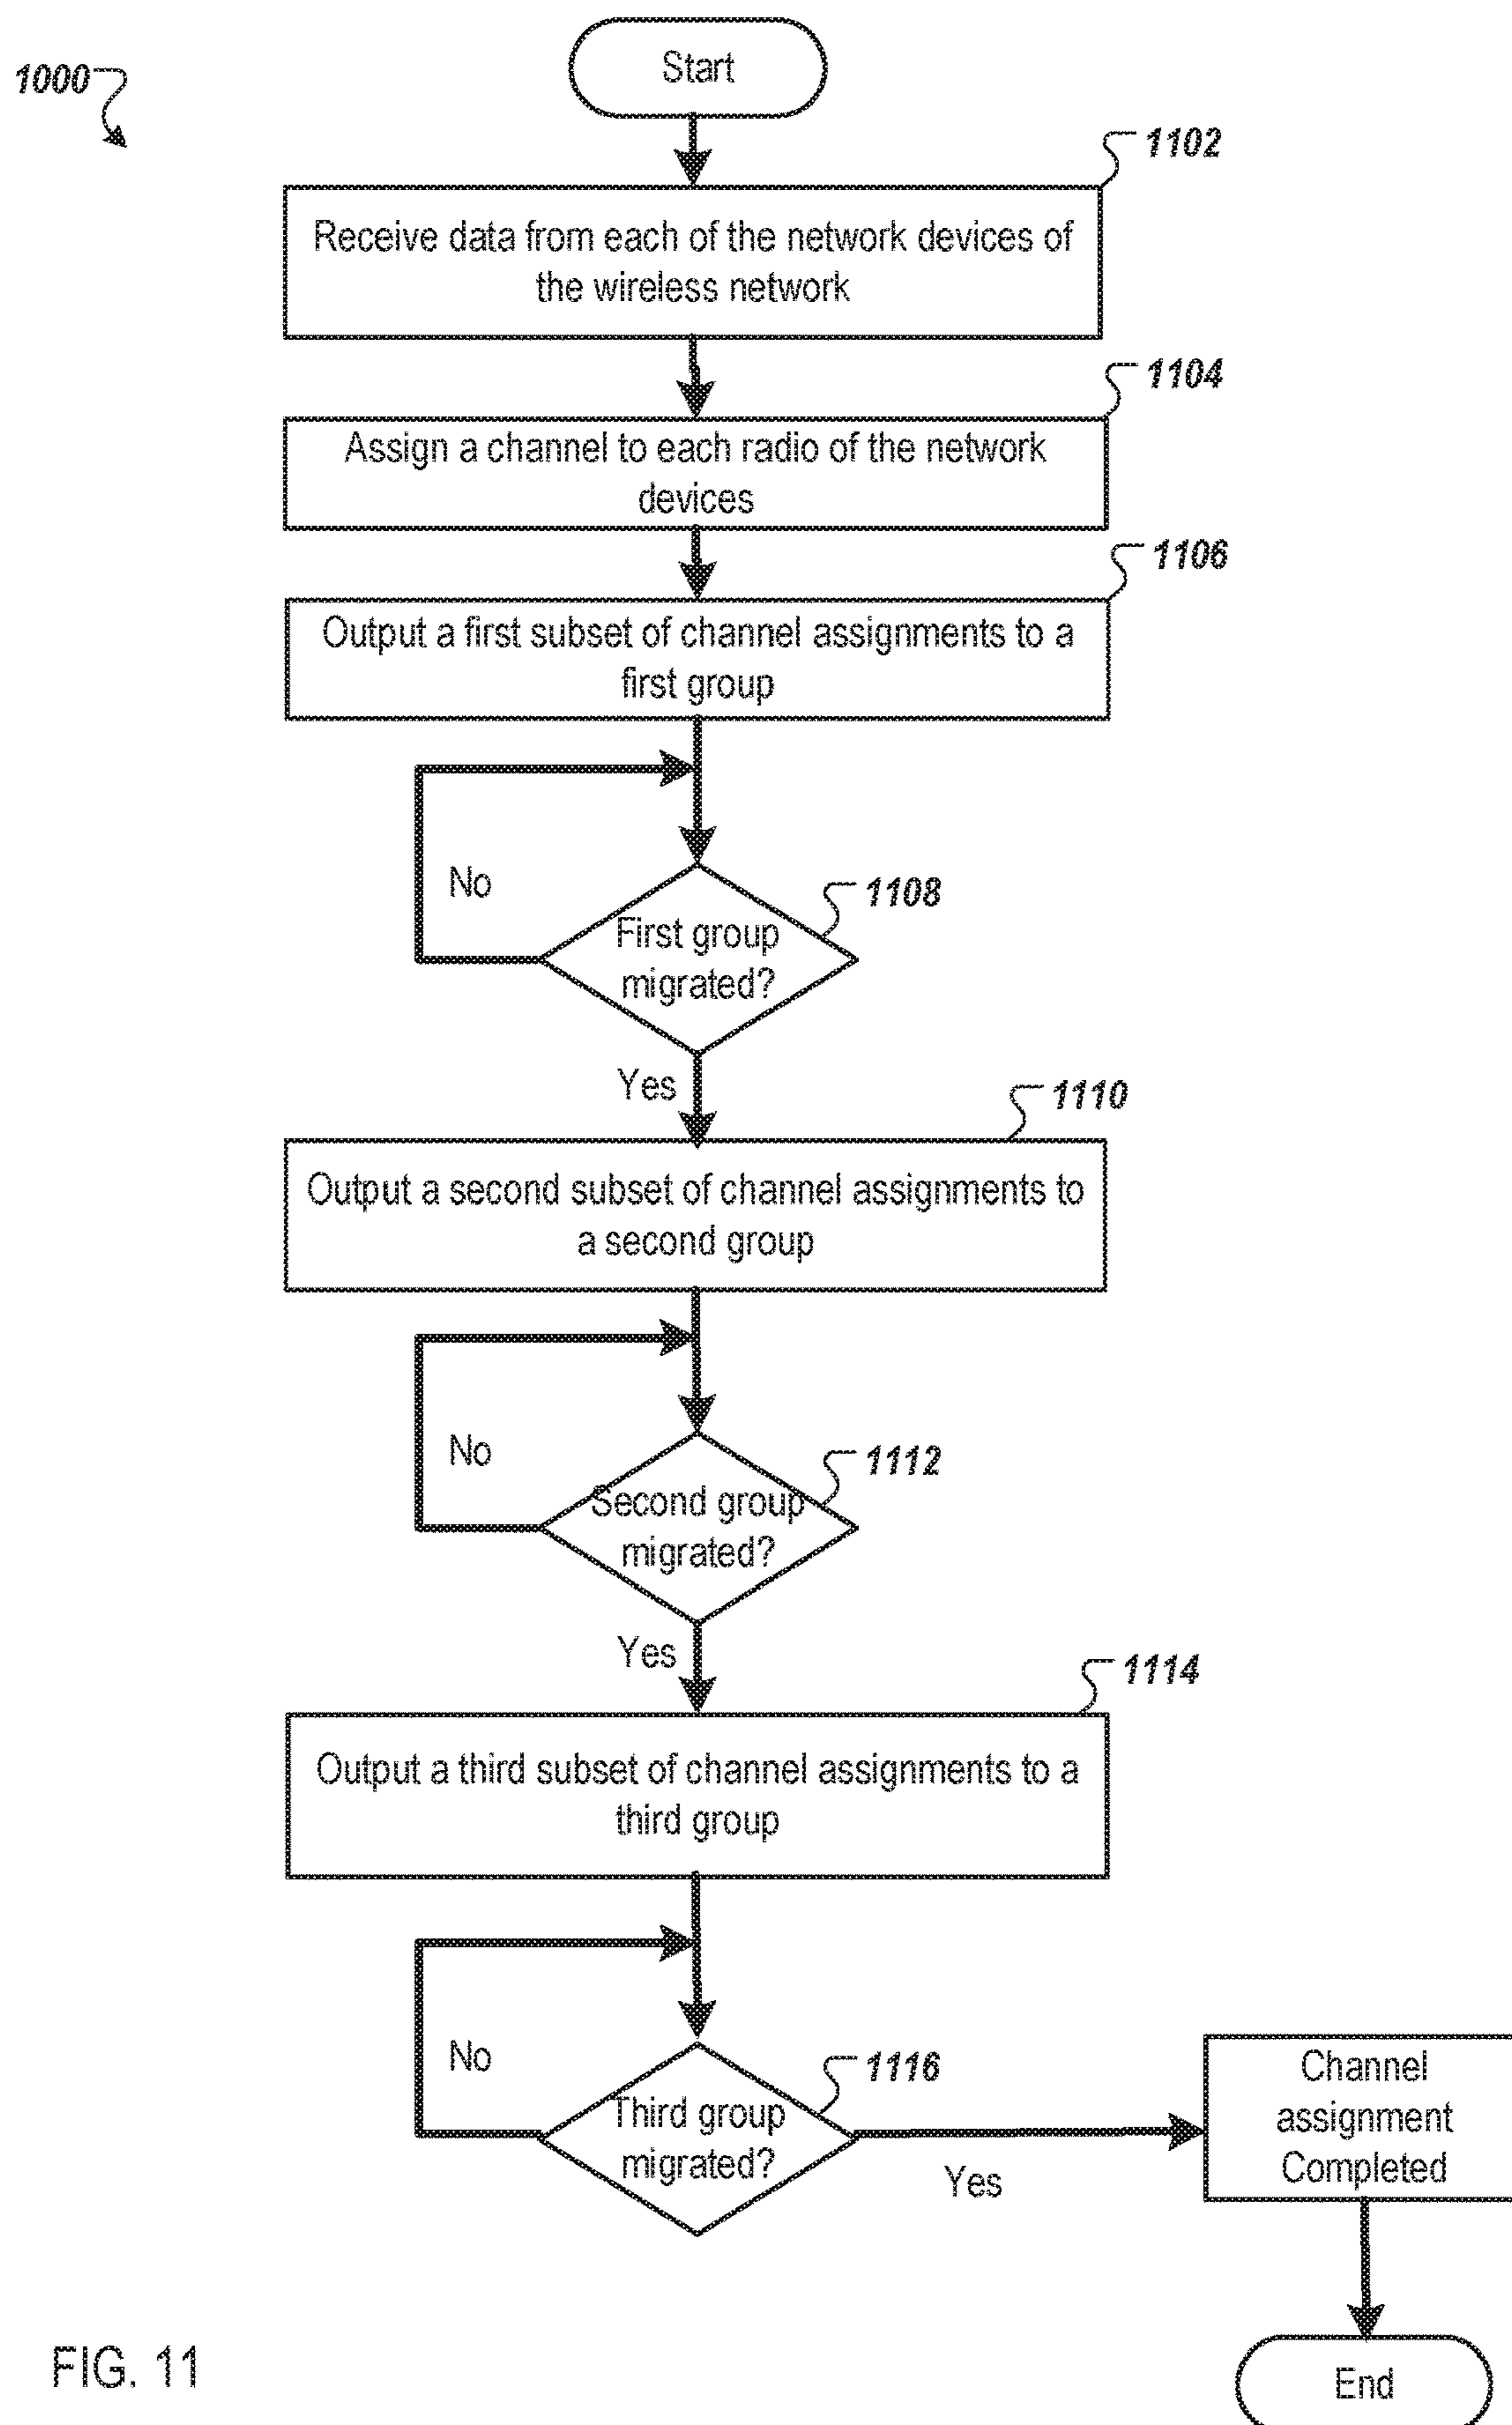 1000
Start
1102
Receive data from each of the network devices of
the wireless network
1104
Assign a channel to each radio of the network
devices
1106
Output a first subset of channel assignments to a
first group
No
1108
First group
migrated?
Yes
1110
Output a second subset of channel assignments to
a second group
No
1112
Second group
migrated?
Yes
1114
Output a third subset of channel assignments to a
third group
No
1116
Third group
migrated?
Yes
Channel
assignment
Completed
FIG. 11
End